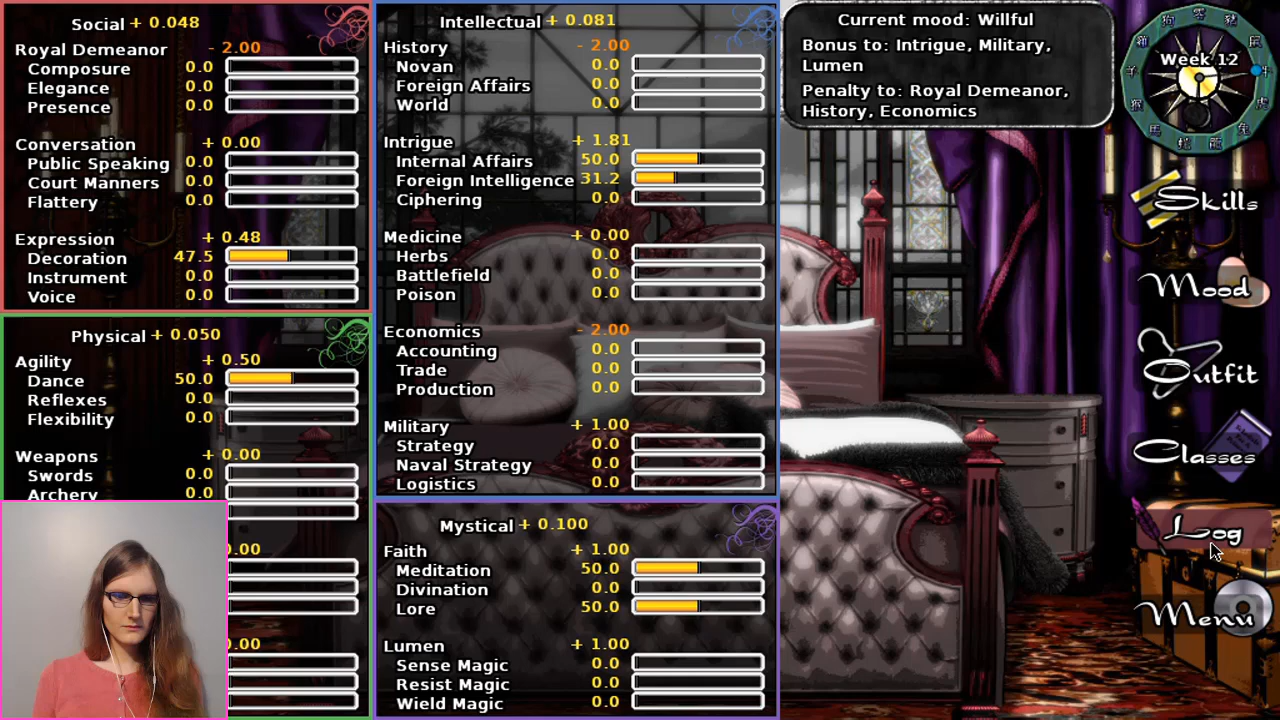 Social + 0.048
Royal Demeanor - 2.00
Composure 0.0
Elegance 0.0
Presence 0.0
Conversation + 0.00
Public Speaking 0.0
Court Manners 0.0
Flattery 0.0
Expression + 0.48
Decoration 47.5
Instrument 0.0
Voice 0.0
Physical + 0.050
Agility + 0.50
Dance 50.0
Reflexes 0.0
Flexibility 0.0
Weapons + 0.00
Swords 0.0
Archery 0.0
0.00
0.00
Intellectual + 0.081
History - 2.00
Novan 0.0
Foreign Affairs 0.0
World 0.0
Intrigue + 1.81
Internal Affairs 50.0
Foreign Intelligence 31.2
Ciphering 0.0
Medicine + 0.00
Herbs 0.0
Battlefield 0.0
Poison 0.0
Economics - 2.00
Accounting 0.0
Trade 0.0
Production 0.0
Military + 1.00
Strategy 0.0
Naval Strategy 0.0
Logistics 0.0
Mystical + 0.100
Faith + 1.00
Meditation 50.0
Divination 0.0
Lore 50.0
Lumen + 1.00
Sense Magic 0.0
Resist Magic 0.0
Wield Magic 0.0
Current mood: Willful
Bonus to: Intrigue, Military,
Lumen
Penalty to: Royal Demeanor,
History, Economics
Week 12
Skills
Mood
Outfit
Classes
Log
Menu